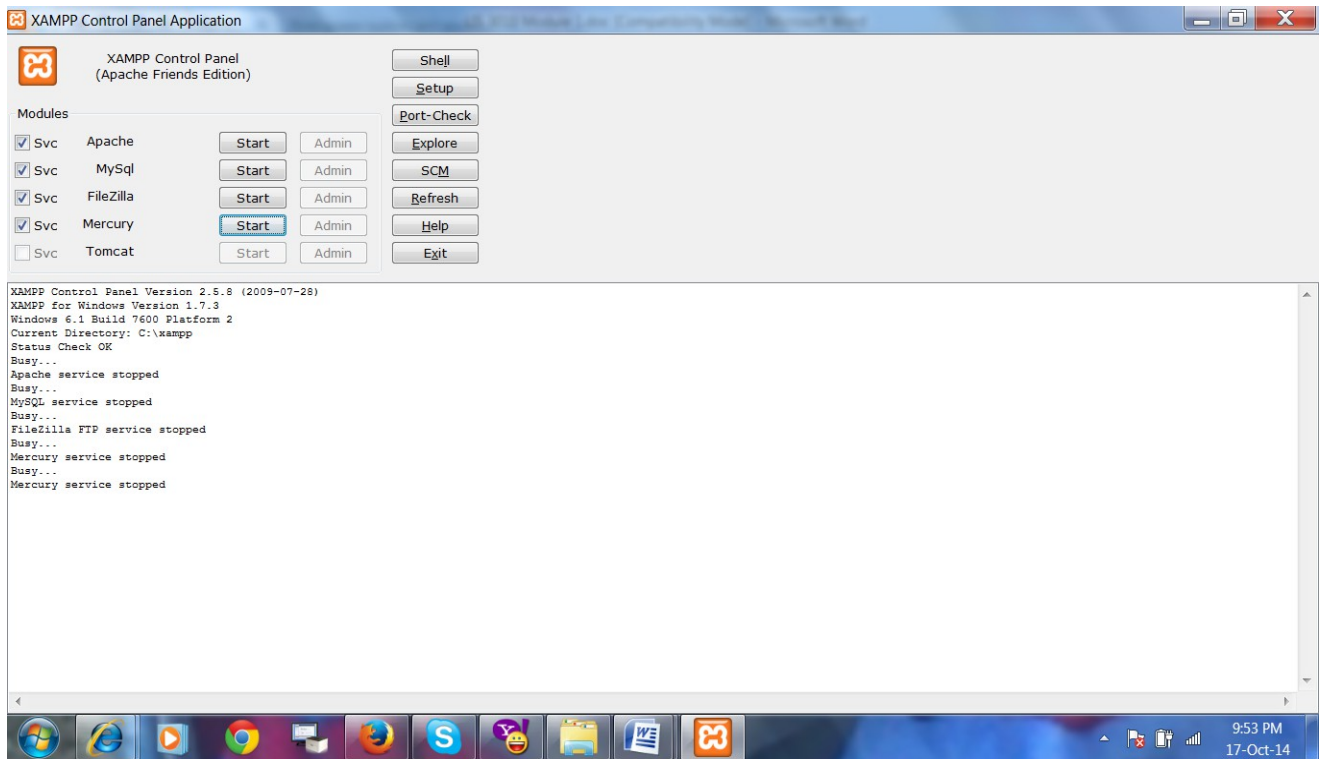 XAMPP Control Panel Application
XAMPP Control Panel
(Apache Friends Edition)
Shell
Setup
Modules
Port-Check
Svc Apache Start Admin Explore
Svc MySql Start Admin SCM
Svc FileZilla Start Admin Refresh
Svc Mercury Start Admin Help
Svc Tomcat Start Admin Exit
XAMPP Control Panel Version 2.5.8 (2009-07-28)
XAMPP for Windows Version 1.7.3
Windows 6.1 Build 7600 Platform 2
Current Directory: C:\xampp
Status Check OK
Busy...
Apache service stopped
Busy...
MySQL service stopped
Busy...
FileZilla FTP service stopped
Busy...
Mercury service stopped
Busy...
Mercury service stopped
9:53 PM
17-Oct-14